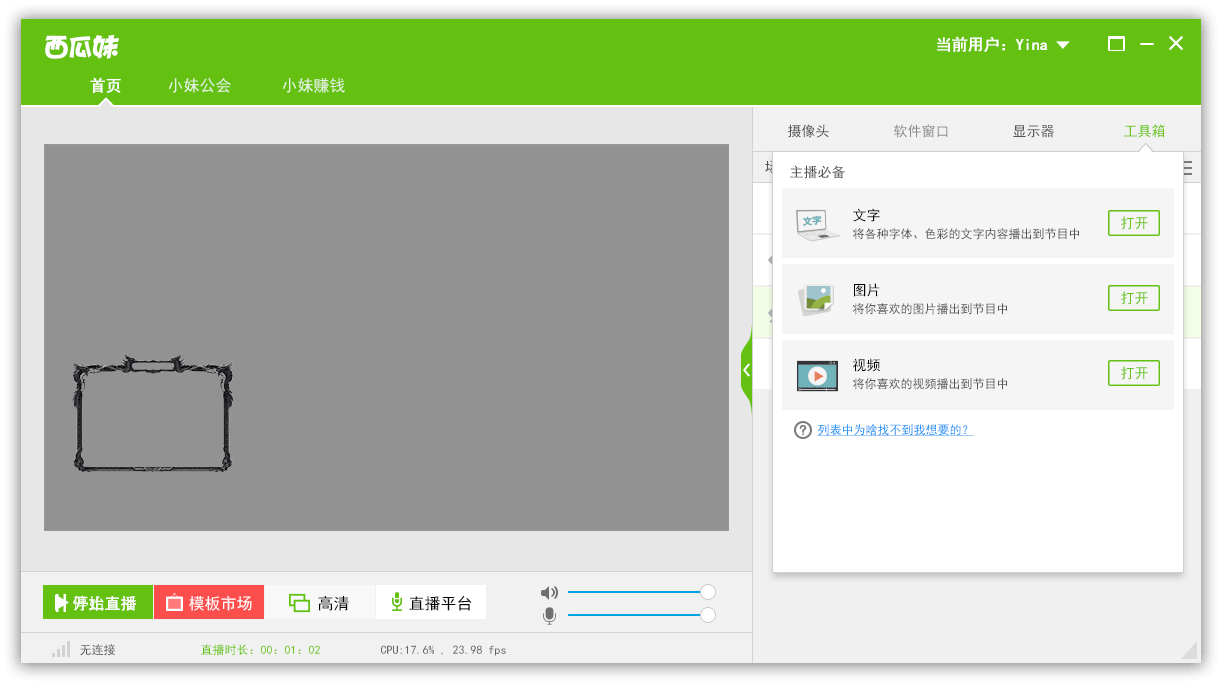 西瓜妹
当前用户：Yina
首页
小妹公会
小妹赚钱
摄像头
软件窗口
显示器
工具箱
主播必备
文字
文字
将各种字体、色彩的文字内容播出到节目中
打开
图片
将你喜欢的图片播出到节目中
打开
视频
将你喜欢的视频播出到节目中
打开
列表中为啥找不到我想要的？
模板市场
高清
直播平台
无连接
直播时长：00：01：02
CPU:17.6% , 23.98 fps